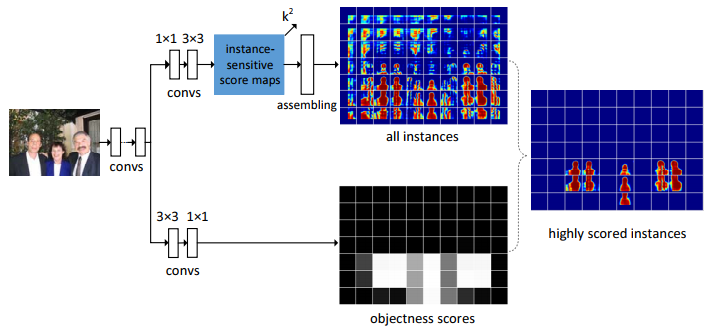 k²
1×1 3×3
instance-
sensitive
score maps
convs
assembling
all instances
convs
highly scored instances
3×3 1×1
convs
objectness scores